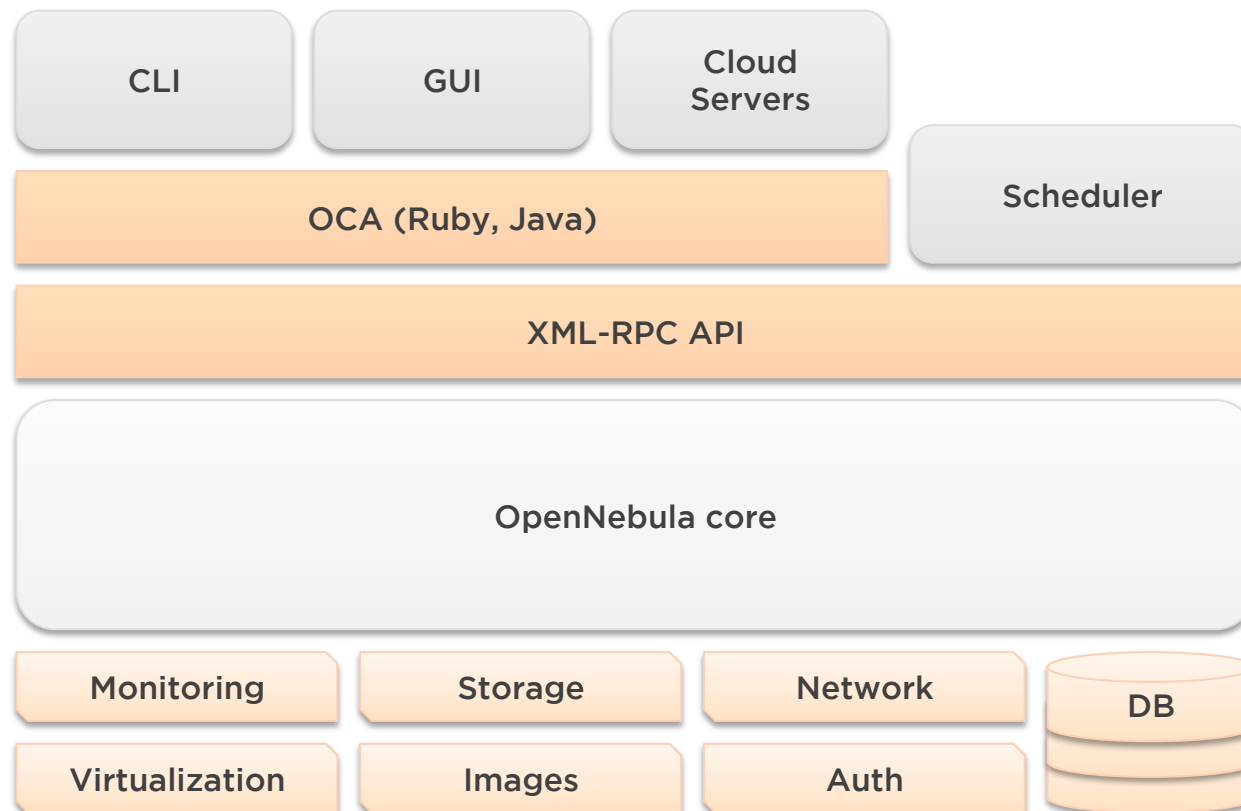 CLI
GUI
Cloud
Servers
Scheduler
OCA (Ruby, Java)
XML-RPC API
OpenNebula core
Monitoring
Storage
Network
DB
Virtualization
Images
Auth